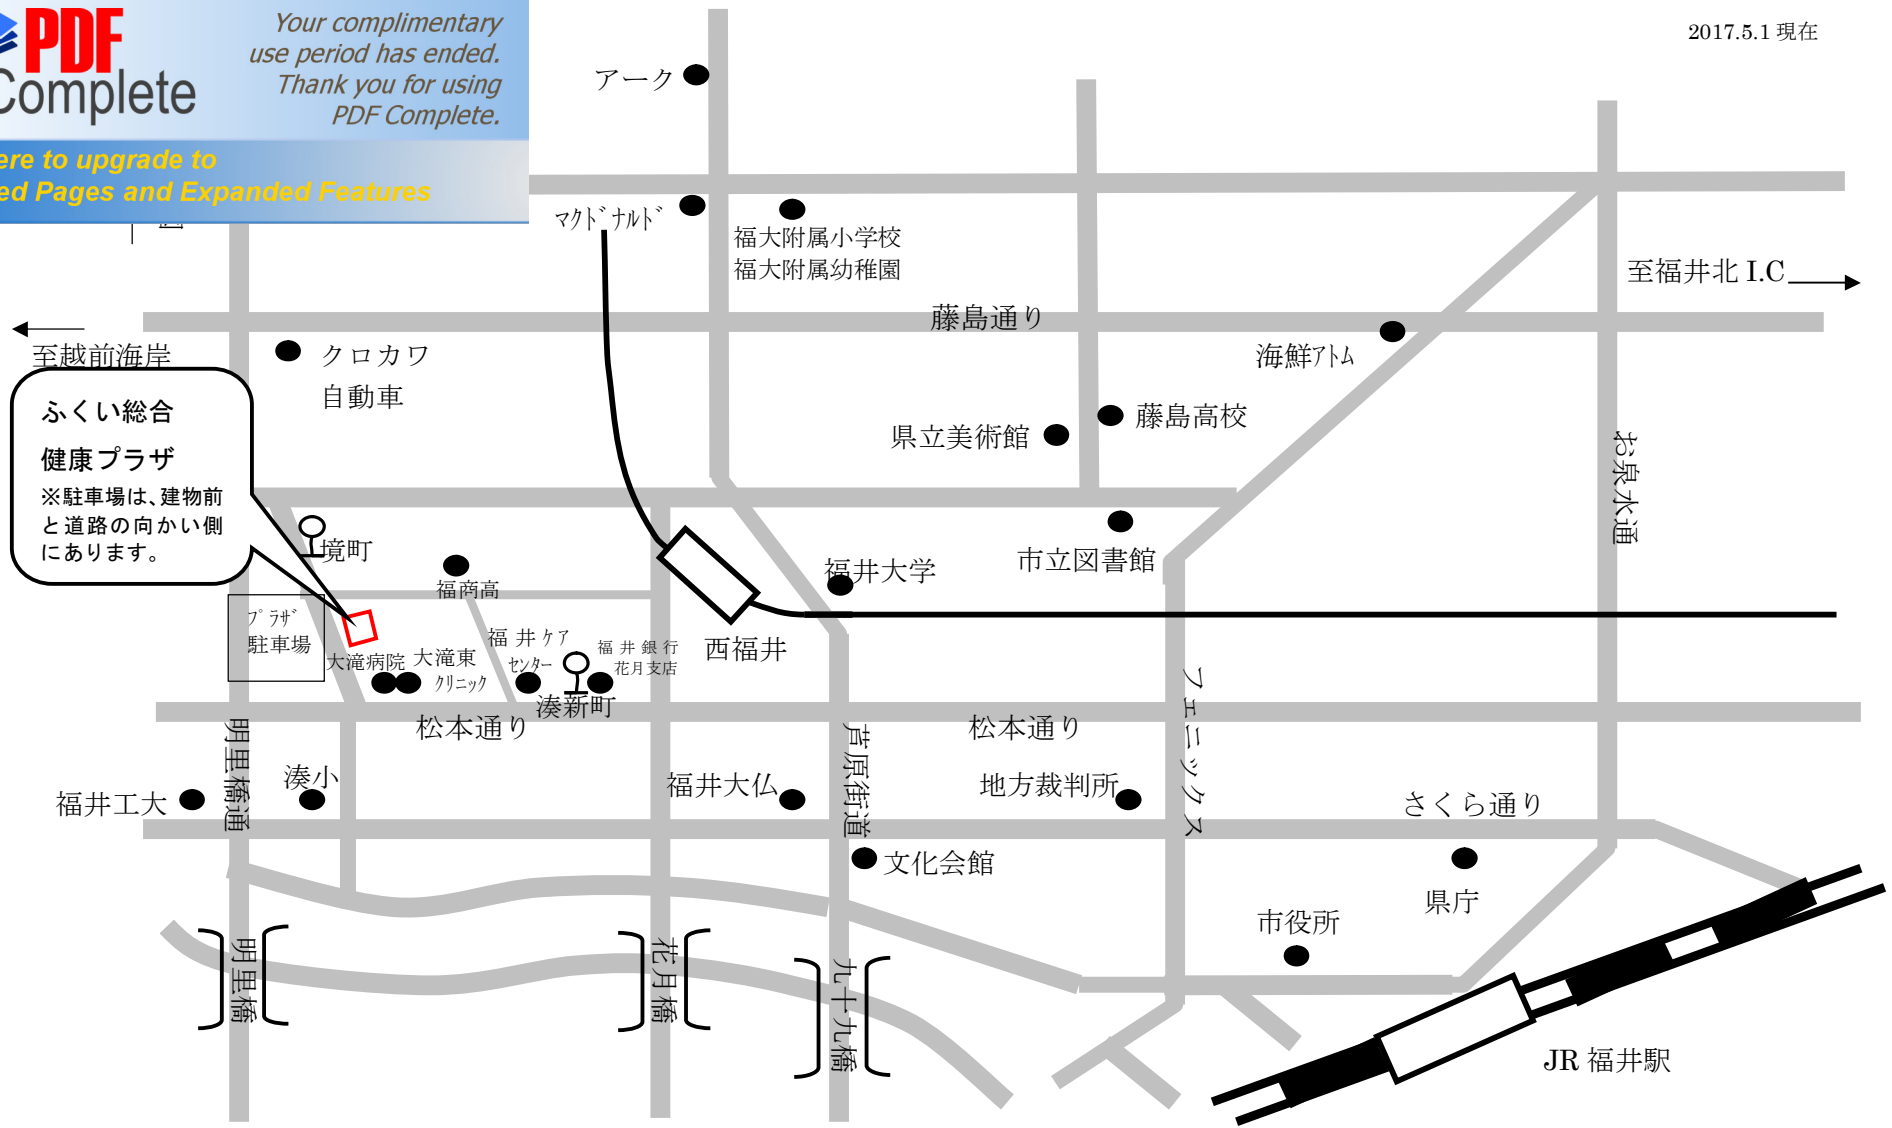 PDF
Complete
Your complimentary
use period has ended.
Thank you for using
PDF Complete.
ere to upgrade to
ed Pages and Expanded Features
2017.5.1 現在
アーク
マクドナルド
福大附属小学校
福大附属幼稚園
至福井北 I.C
藤島通り
至越前海岸
クロカワ
自動車
海鮮アトム
ふくい総合
健康プラザ
※駐車場は、建物前
と道路の向かい側
にあります。
県立美術館
藤島高校
お泉水通
境町
福商高
福井大学
市立図書館
プラザ
駐車場
大滝病院
大滝東
クリニック
福井ケア
センター
福井銀行
花月支店
西福井
湊新町
松本通り
松本通り
フェニックス
明里橋通
芦原街道
湊小
福井工大
福井大仏
地方裁判所
さくら通り
文化会館
県庁
市役所
明里橋
花月橋
九十九橋
JR 福井駅